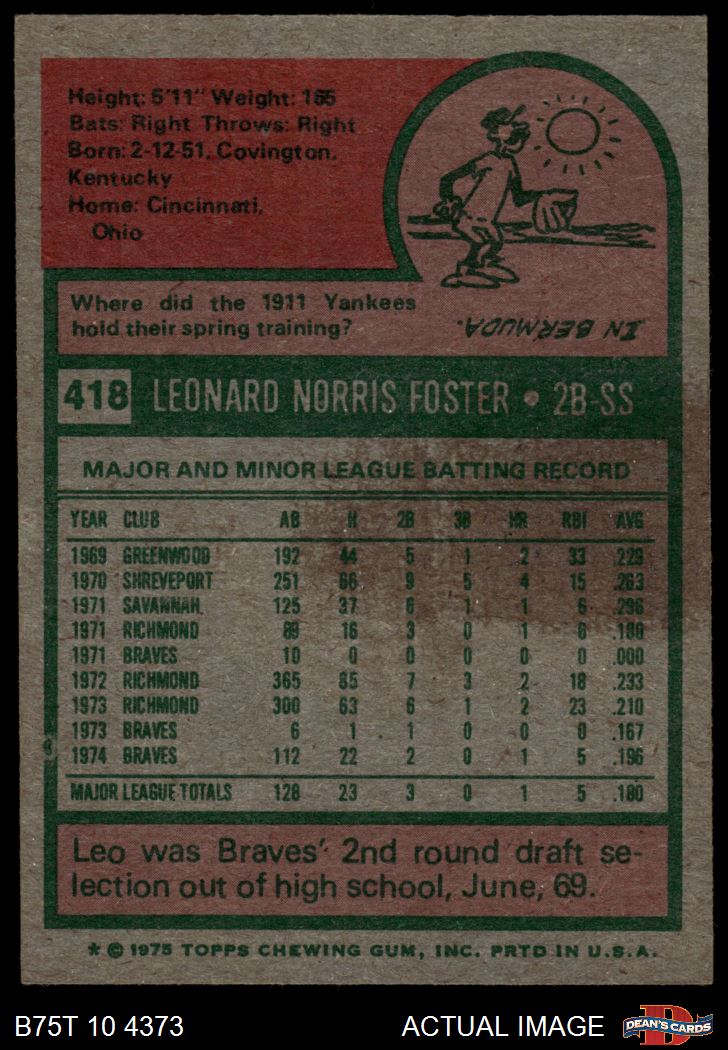 Height: 5'11" Weight: 165
Bats: Right Throws: Right
Born: 2-12-51, Covington,
Kentucky
Home: Cincinnati,
Ohio
Where did the 1911 Yankees
hold their spring training?
IN BERMUDA.
418 LEONARD NORRIS FOSTER • 2B-SS
MAJOR AND MINOR LEAGUE BATTING RECORD
YEAR CLUB AB H 2B 3B HR RBI AVG
1969 GREENWOOD 192 44 5 1 2 33 .229
1970 SHREVEPORT 251 66 9 5 4 15 .263
1971 SAVANNAH 125 37 6 1 1 6 .296
1971 RICHMOND 16 3 0 1 .180
1971 BRAVES 10 0 0 0 0 0 .000
1972 RICHMOND 365 85 7 3 2 18 .233
1973 RICHMOND 300 63 6 1 2 23 .210
1973 BRAVES 6 1 1 0 0 0 .167
1974 BRAVES 112 22 2 0 1 5 .196
MAJOR LEAGUE TOTALS 128 23 3 0 1 5 .180
Leo was Braves' 2nd round draft se-
lection out of high school, June, 69.
* © 1975 TOPPS CHEWING GUM, INC. PRTD IN U.S.A.
B75T 10 4373 ACTUAL IMAGE DEAN'S CARDS